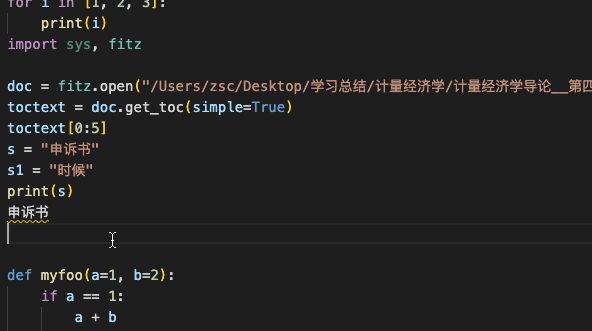 for i in [1, 2, 3]:
    print(i)
import sys, fitz

doc = fitz.open("/Users/zsc/Desktop/学习总结/计量经济学/计量经济学导论__第四
toctext = doc.get_toc(simple=True)
toctext[0:5]
s = "申诉书"
s1 = "时候"
print(s)
申诉书

def myfoo(a=1, b=2):
    if a == 1:
        a + b